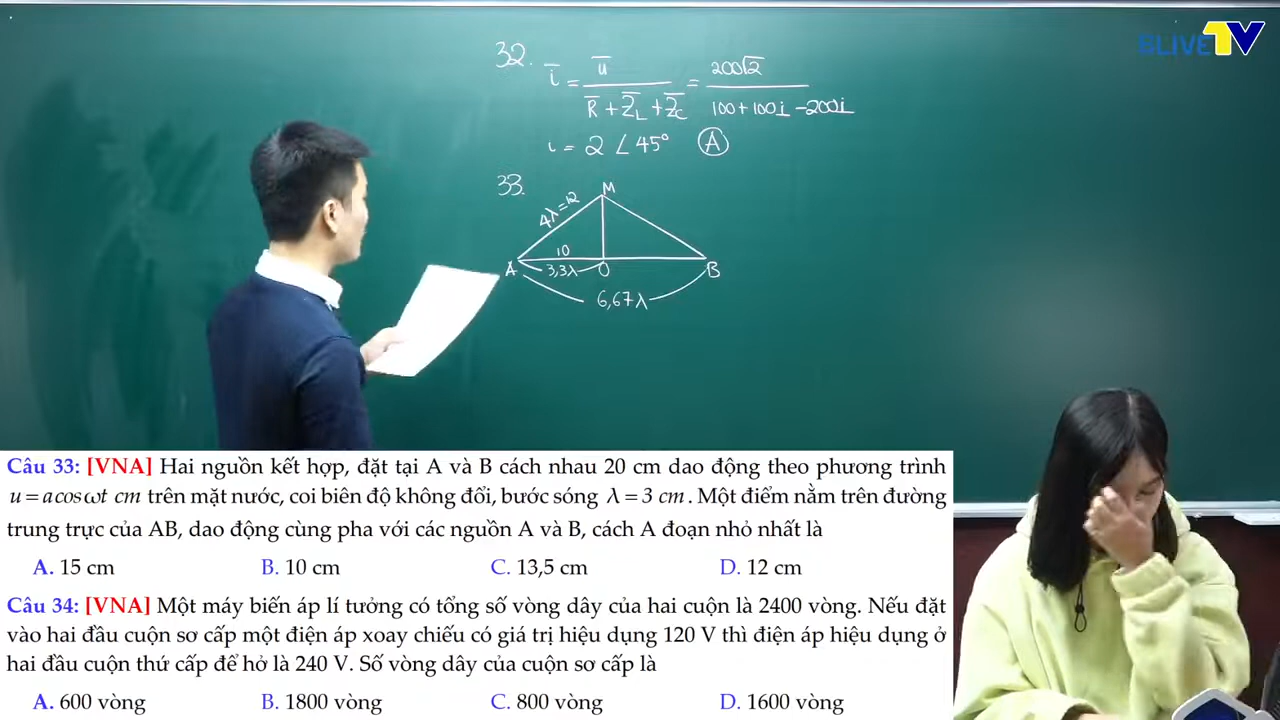 BLIVE TV
32.
i = u / R + Z_L + Z_C = 200√2 / 100 + 100i - 200i
i = 2 ∠ 45° A
33.
M
4λ = 12
10
A 3,3λ O B
6,67λ
Câu 33: [VNA] Hai nguồn kết hợp, đặt tại A và B cách nhau 20 cm dao động theo phương trình
u = acosωt cm trên mặt nước, coi biên độ không đổi, bước sóng λ = 3 cm. Một điểm nằm trên đường
trung trực của AB, dao động cùng pha với các nguồn A và B, cách A đoạn nhỏ nhất là
A. 15 cm B. 10 cm C. 13,5 cm D. 12 cm
Câu 34: [VNA] Một máy biến áp lí tưởng có tổng số vòng dây của hai cuộn là 2400 vòng. Nếu đặt
vào hai đầu cuộn sơ cấp một điện áp xoay chiếu có giá trị hiệu dụng 120 V thì điện áp hiệu dụng ở
hai đầu cuộn thứ cấp để hở là 240 V. Số vòng dây của cuộn sơ cấp là
A. 600 vòng B. 1800 vòng C. 800 vòng D. 1600 vòng